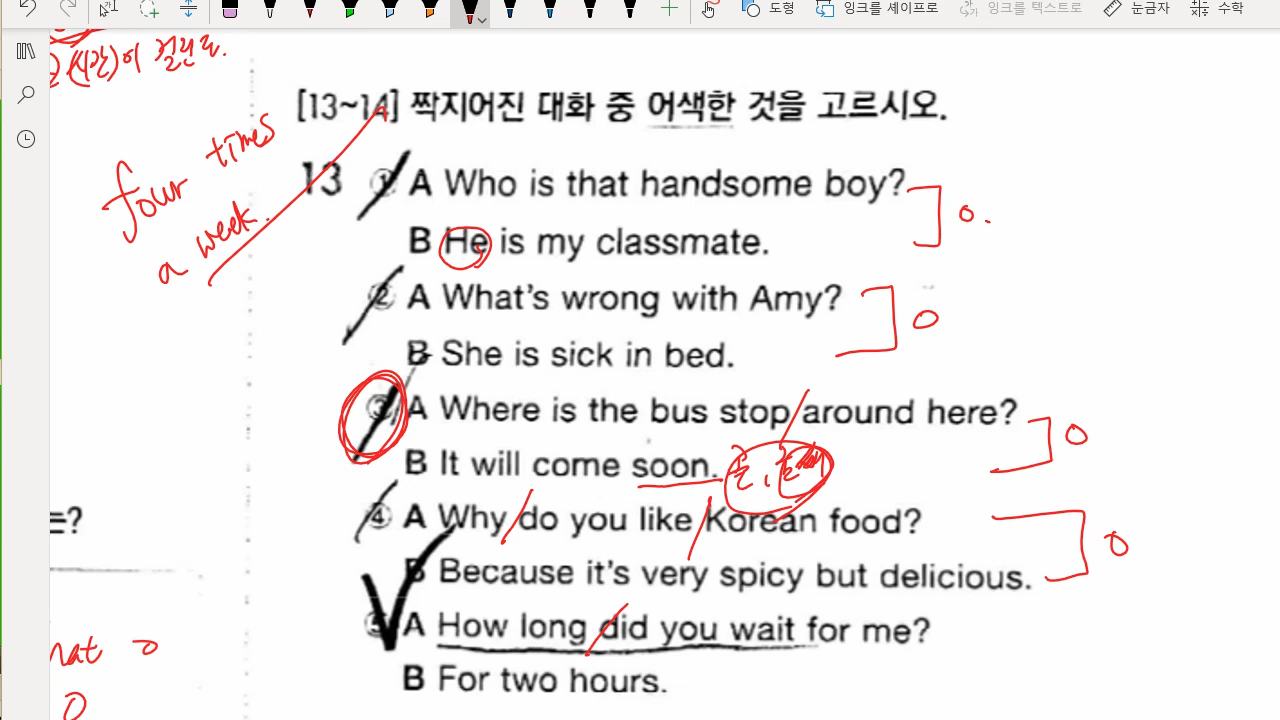 도형
잉크를 셰이프로
잉크를 텍스트로
눈금자
수학
(시간)이 걸린다.
four times
a week.
[13~14] 짝지어진 대화 중 어색한 것을 고르시오.
13 ① A Who is that handsome boy?
B He is my classmate.
② A What's wrong with Amy?
B She is sick in bed.
③ A Where is the bus stop around here?
B It will come soon.
곧,
④ A Why do you like Korean food?
B Because it's very spicy but delicious.
⑤ A How long did you wait for me?
B For two hours.
는?
hat